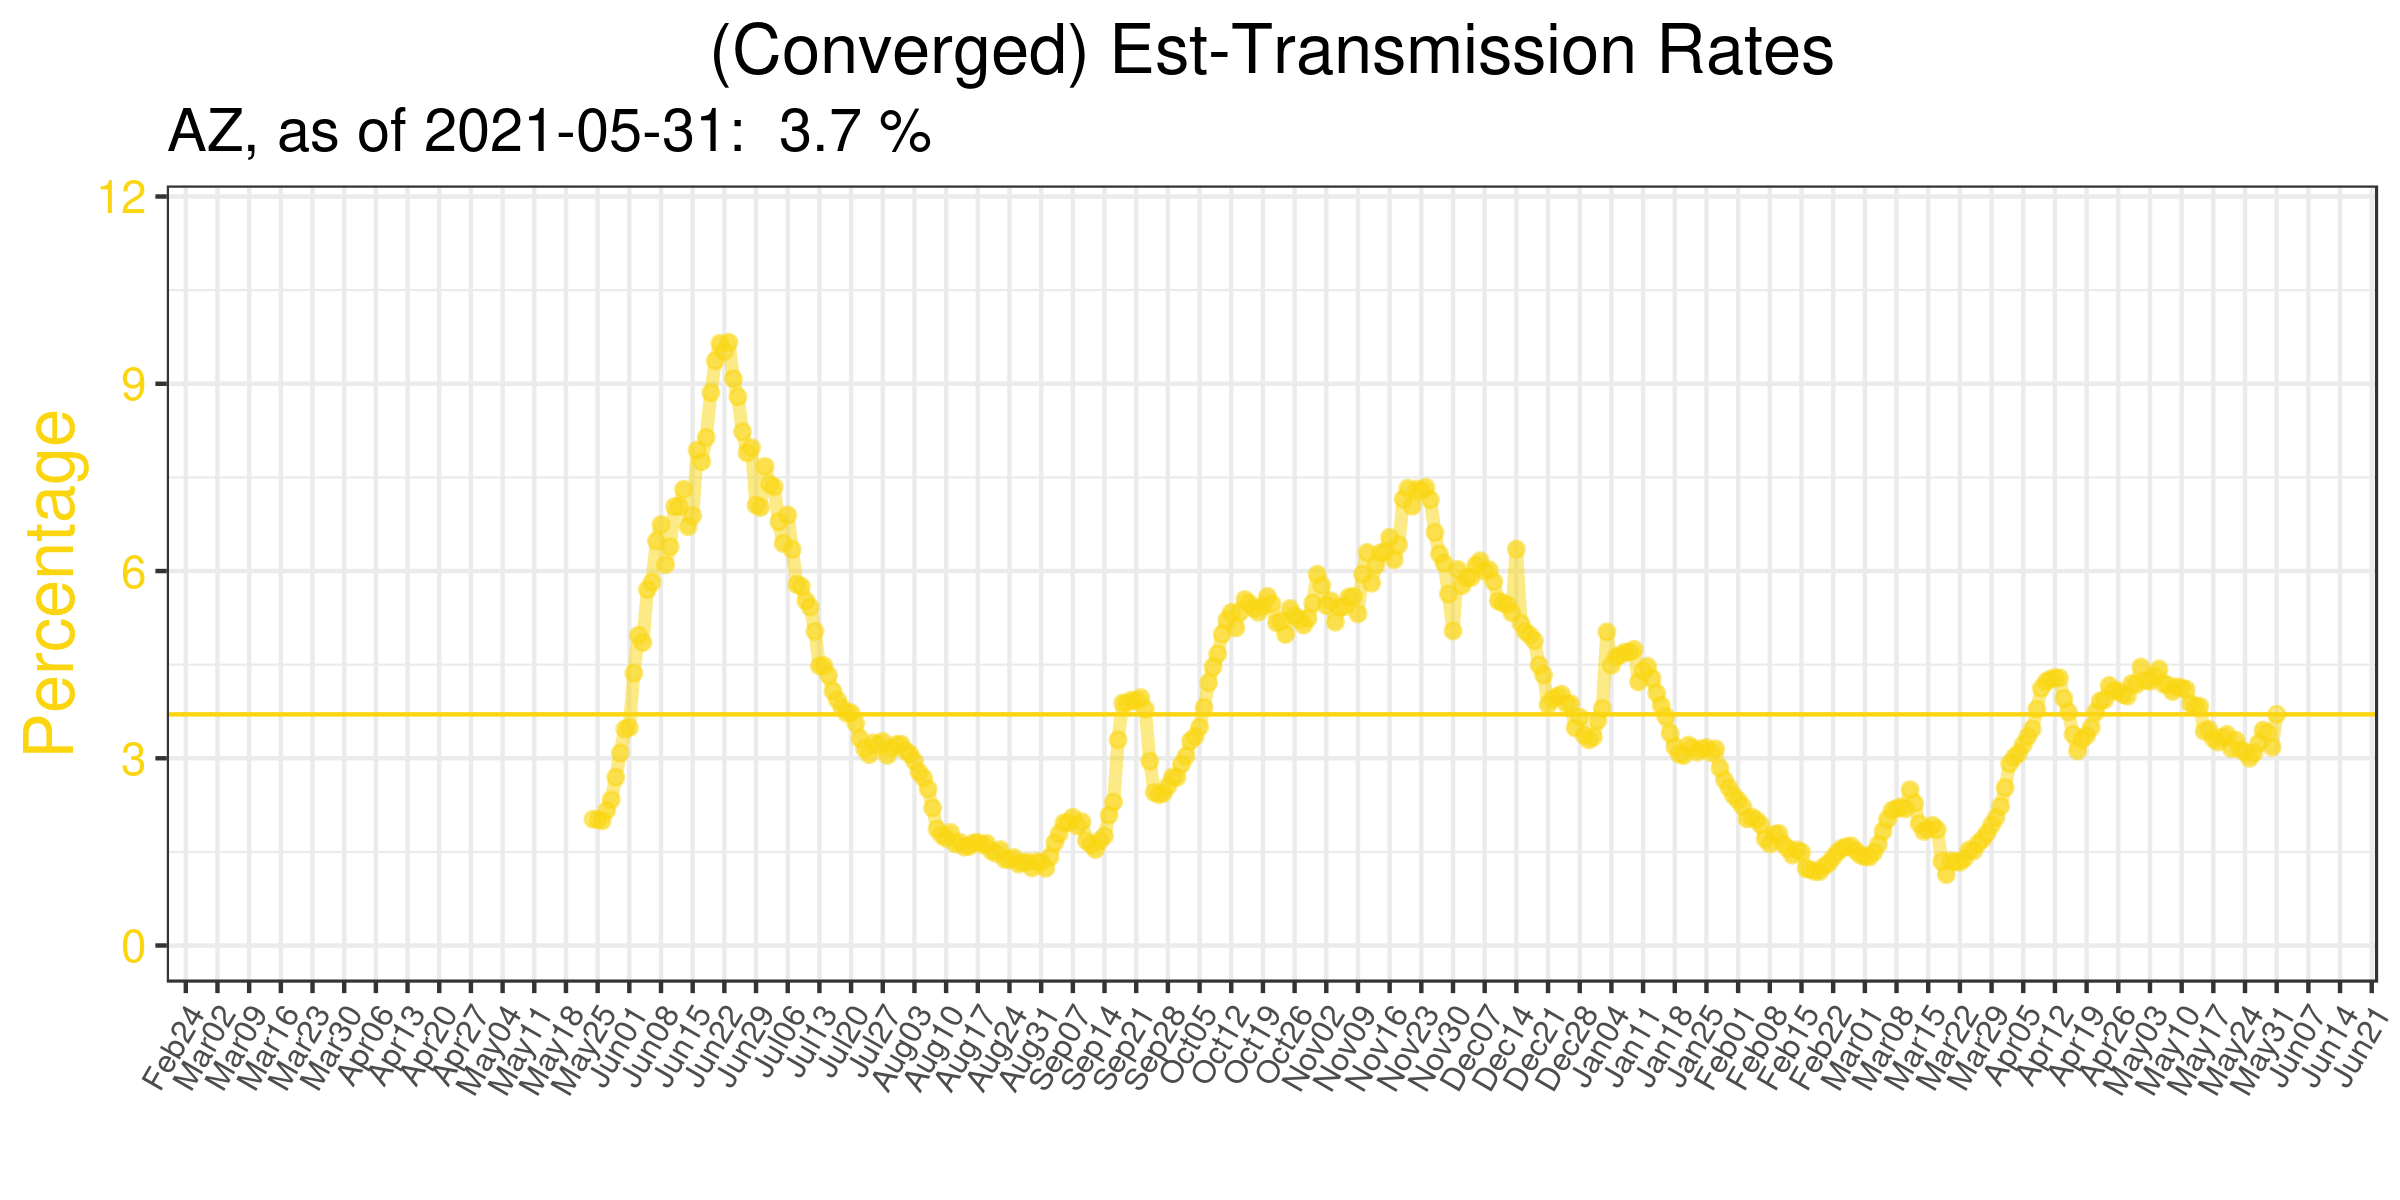 (Converged) Est-Transmission Rates
AZ, as of 2021-05-31:  3.7 %
Percentage
12
9
6
3
0
Feb24
Mar02
Mar09
Mar16
Mar23
Mar30
Apr06
Apr13
Apr20
Apr27
May04
May11
May18
May25
Jun01
Jun08
Jun15
Jun22
Jun29
Jul06
Jul13
Jul20
Jul27
Aug03
Aug10
Aug17
Aug24
Aug31
Sep07
Sep14
Sep21
Sep28
Oct05
Oct12
Oct19
Oct26
Nov02
Nov09
Nov16
Nov23
Nov30
Dec07
Dec14
Dec21
Dec28
Jan04
Jan11
Jan18
Jan25
Feb01
Feb08
Feb15
Feb22
Mar01
Mar08
Mar15
Mar22
Mar29
Apr05
Apr12
Apr19
Apr26
May03
May10
May17
May24
May31
Jun07
Jun14
Jun21